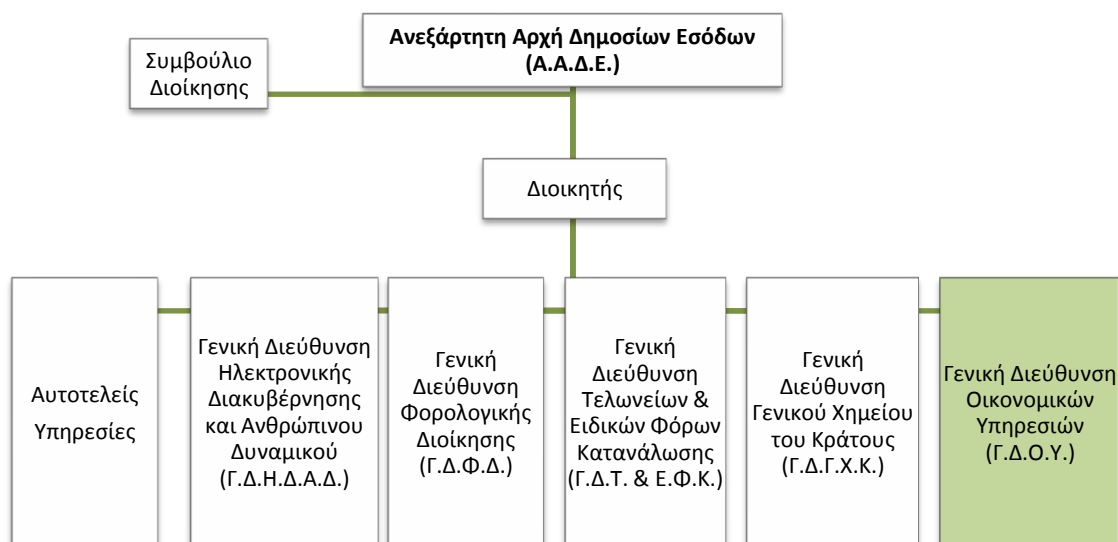 Ανεξάρτητη Αρχή Δημοσίων Εσόδων
(Α.Α.Δ.Ε.)
Συμβούλιο
Διοίκησης
Διοικητής
Αυτοτελείς
Υπηρεσίες
Γενική Διεύθυνση
Ηλεκτρονικής
Διακυβέρνησης
και Ανθρώπινου
Δυναμικού
(Γ.Δ.Η.Δ.Α.Δ.)
Γενική
Διεύθυνση
Φορολογικής
Διοίκησης
(Γ.Δ.Φ.Δ.)
Γενική
Διεύθυνση
Τελωνείων &
Ειδικών Φόρων
Κατανάλωσης
(Γ.Δ.Τ. & Ε.Φ.Κ.)
Γενική
Διεύθυνση
Γενικού Χημείου
του Κράτους
(Γ.Δ.Γ.Χ.Κ.)
Γενική Διεύθυνση
Οικονομικών
Υπηρεσιών
(Γ.Δ.Ο.Υ.)